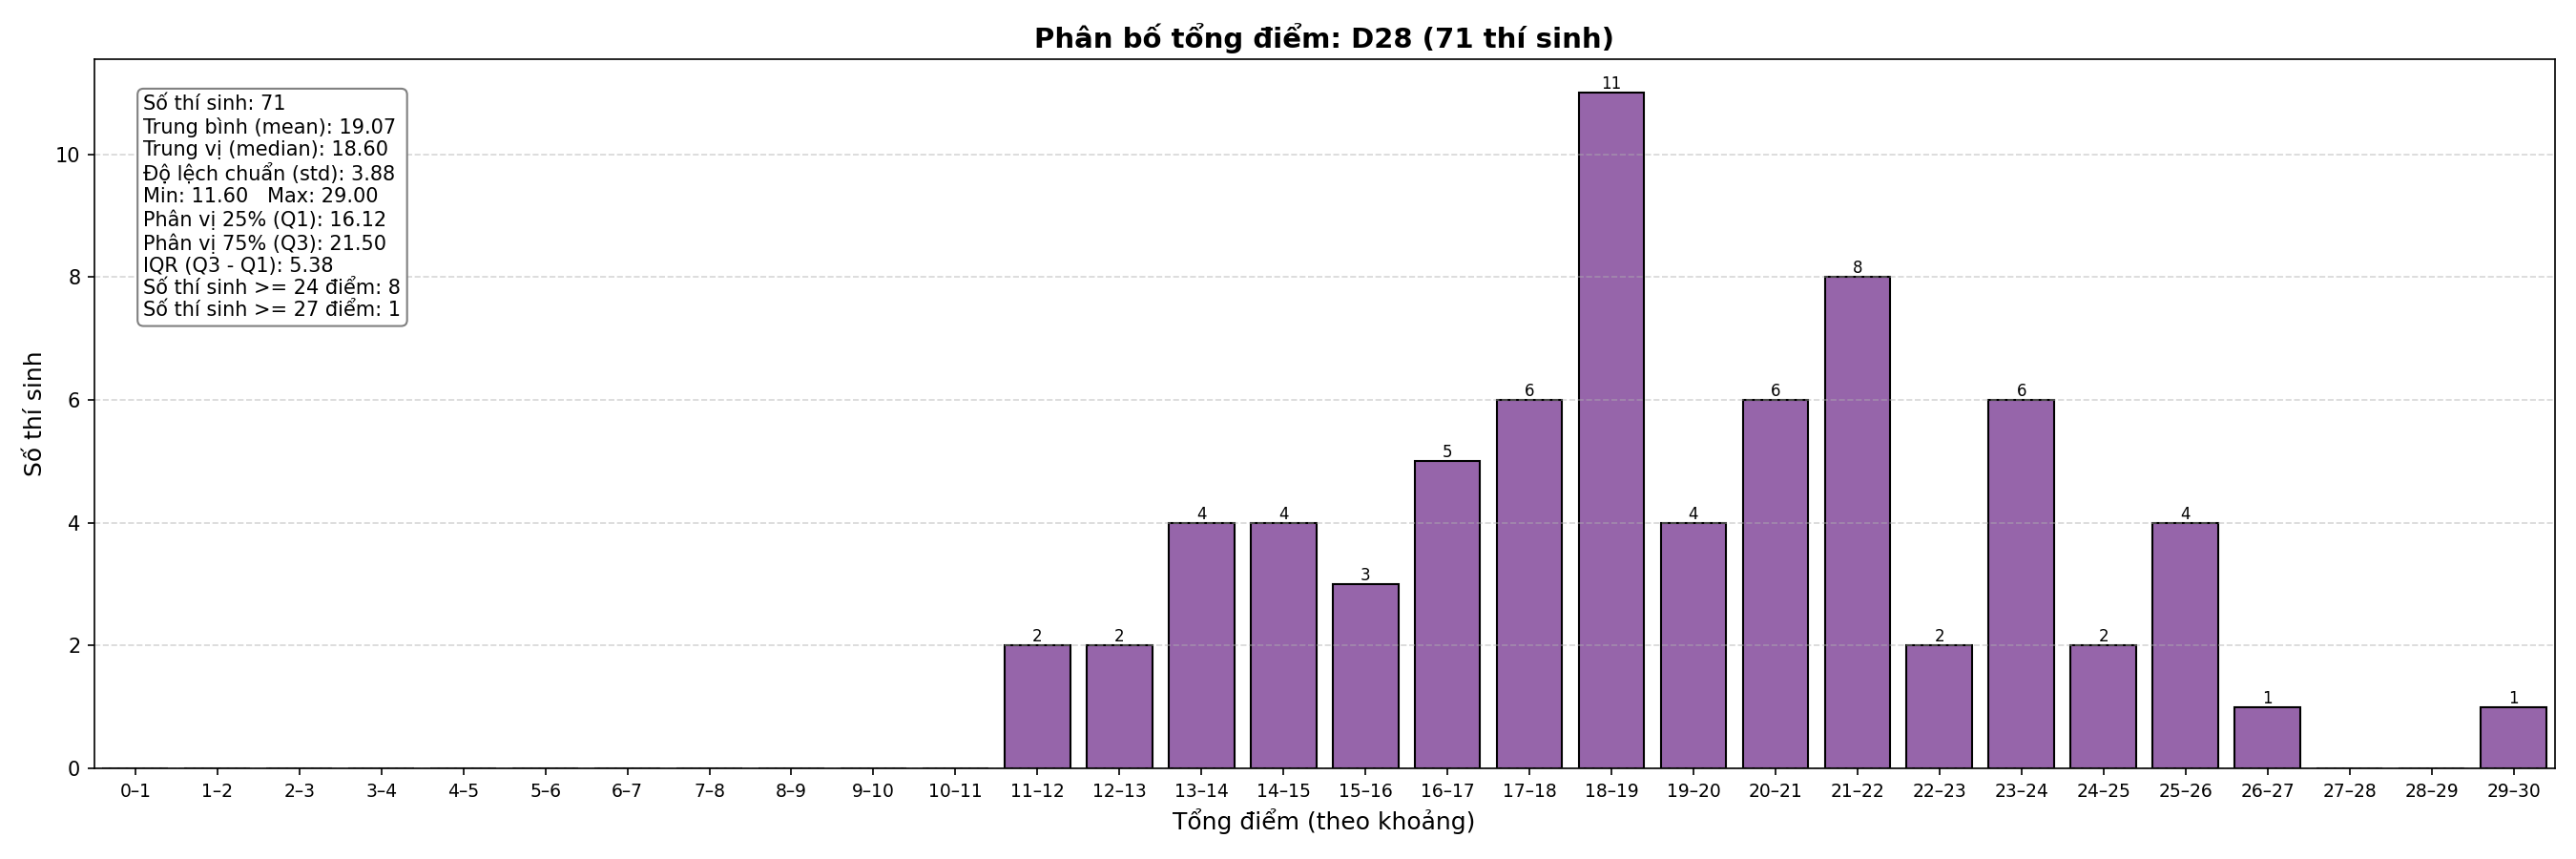 Phân bố tổng điểm: D28 (71 thí sinh)
Số thí sinh: 71
Trung bình (mean): 19.07
Trung vị (median): 18.60
Độ lệch chuẩn (std): 3.88
Min: 11.60   Max: 29.00
Phân vị 25% (Q1): 16.12
Phân vị 75% (Q3): 21.50
IQR (Q3 - Q1): 5.38
Số thí sinh >= 24 điểm: 8
Số thí sinh >= 27 điểm: 1
Số thí sinh
10
8
6
4
2
0
2 2 4 4 3 5 6 11 4 6 8 2 6 2 4 1 1
0–1 1–2 2–3 3–4 4–5 5–6 6–7 7–8 8–9 9–10 10–11 11–12 12–13 13–14 14–15 15–16 16–17 17–18 18–19 19–20 20–21 21–22 22–23 23–24 24–25 25–26 26–27 27–28 28–29 29–30
Tổng điểm (theo khoảng)